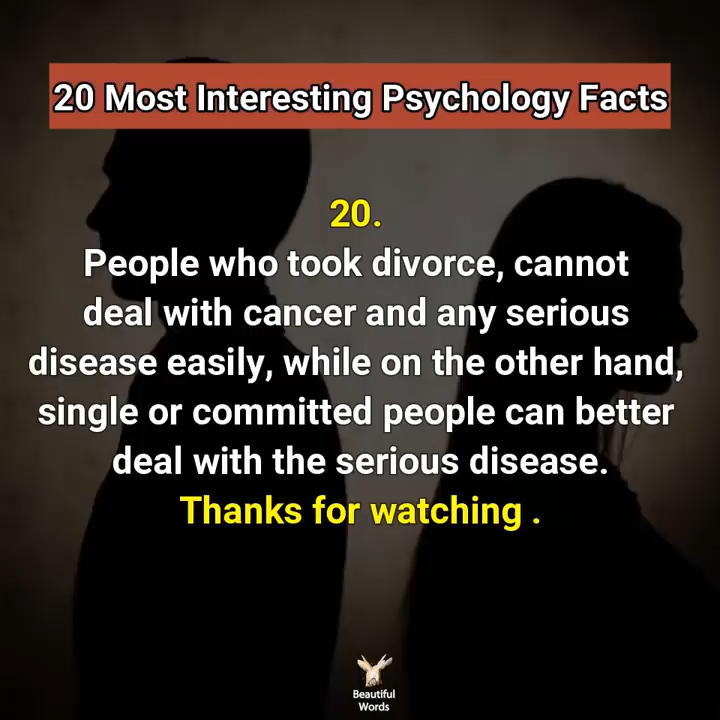 20 Most Interesting Psychology Facts
20.
People who took divorce, cannot
deal with cancer and any serious
disease easily, while on the other hand,
single or committed people can better
deal with the serious disease.
Thanks for watching .
Beautiful
Words